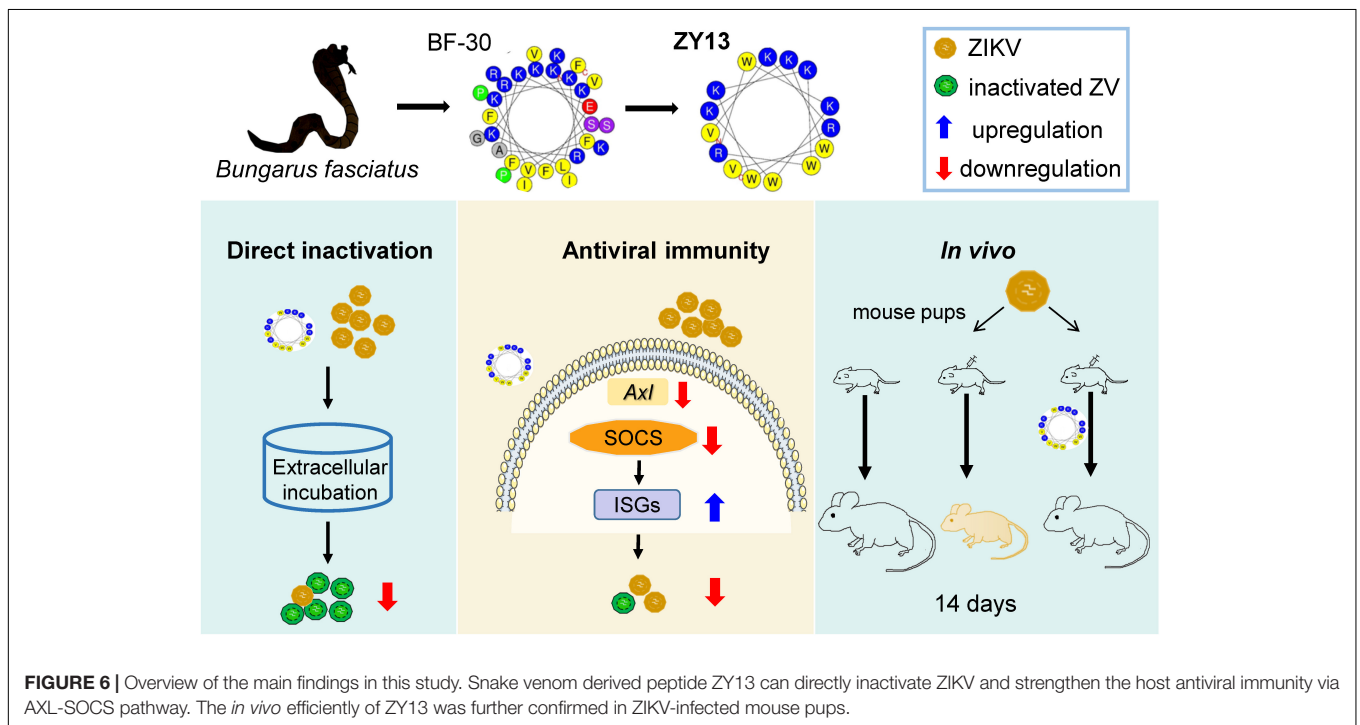 BF-30
ZY13
Bungarus fasciatus
V K F C V
R R K K K K K K
P K
F E
K S S
G A F
F V F L R K
P I I
W K K K
K K
K R
V W
R W
V W W W
ZIKV
inactivated ZV
upregulation
downregulation
Direct inactivation
Extracellular
incubation
Antiviral immunity
Axl
SOCS
ISGs
In vivo
mouse pups
14 days
FIGURE 6 | Overview of the main findings in this study. Snake venom derived peptide ZY13 can directly inactivate ZIKV and strengthen the host antiviral immunity via
AXL-SOCS pathway. The in vivo efficiently of ZY13 was further confirmed in ZIKV-infected mouse pups.